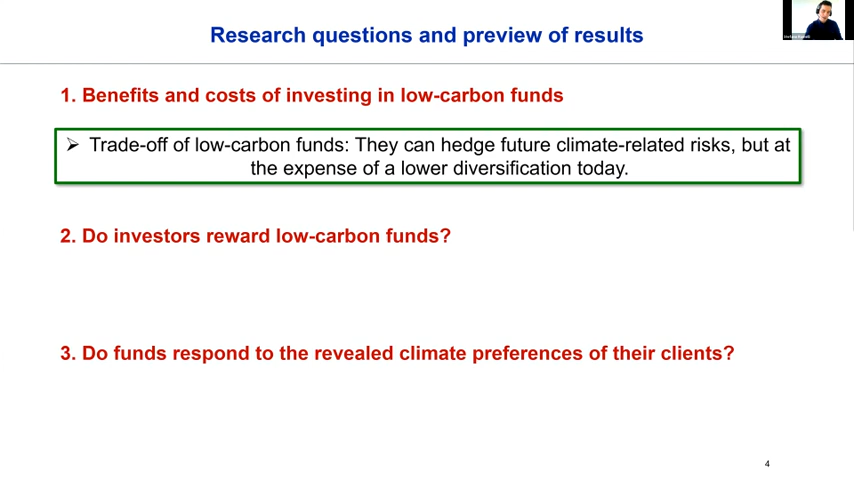 Research questions and preview of results
1. Benefits and costs of investing in low-carbon funds
➢ Trade-off of low-carbon funds: They can hedge future climate-related risks, but at
the expense of a lower diversification today.
2. Do investors reward low-carbon funds?
3. Do funds respond to the revealed climate preferences of their clients?
4